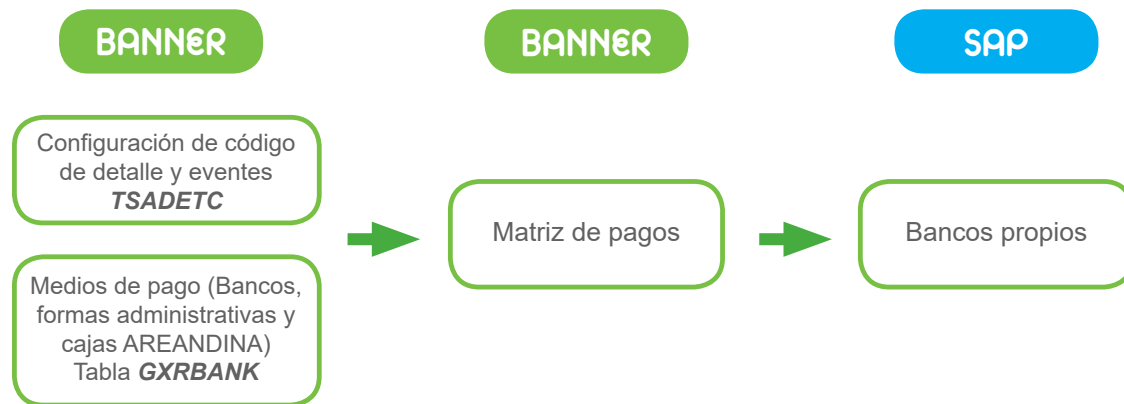 BANNER
BANNER
SAP
Configuración de código
de detalle y eventes
TSADETC
Medios de pago (Bancos,
formas administrativas y
cajas AREANDINA)
Tabla GXRBANK
Matriz de pagos
Bancos propios